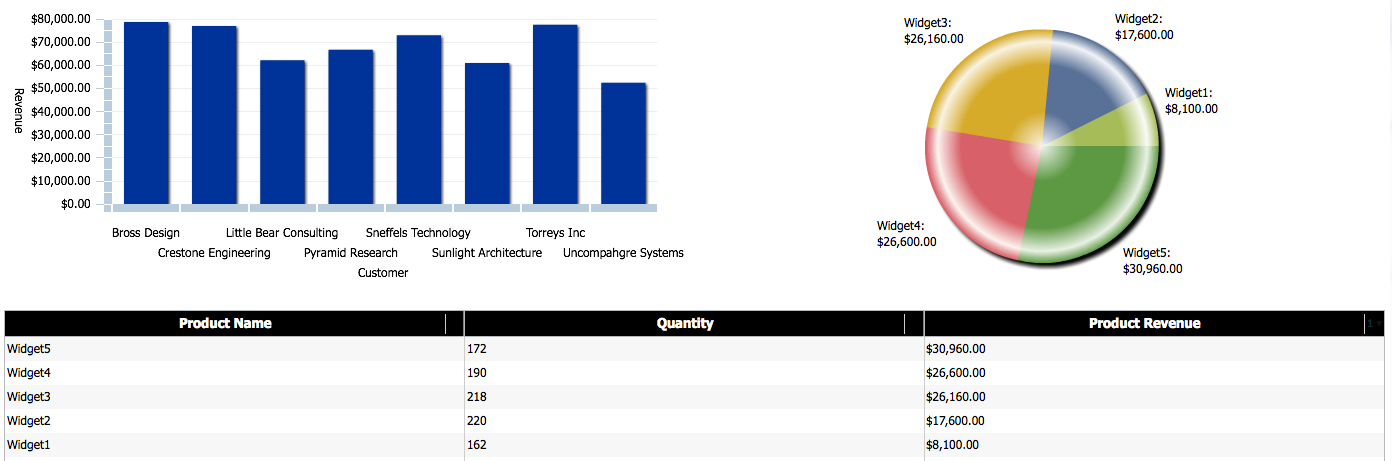 $80,000.00
$70,000.00
$60,000.00
$50,000.00
$40,000.00
$30,000.00
$20,000.00
$10,000.00
$0.00
Revenue
Bross Design Little Bear Consulting Sneffels Technology Torreys Inc
Crestone Engineering Pyramid Research Sunlight Architecture Uncompahgre Systems
Customer
Widget3:
$26,160.00
Widget2:
$17,600.00
Widget1:
$8,100.00
Widget4:
$26,600.00
Widget5:
$30,960.00
Product Name Quantity Product Revenue 1
Widget5 172 $30,960.00
Widget4 190 $26,600.00
Widget3 218 $26,160.00
Widget2 220 $17,600.00
Widget1 162 $8,100.00